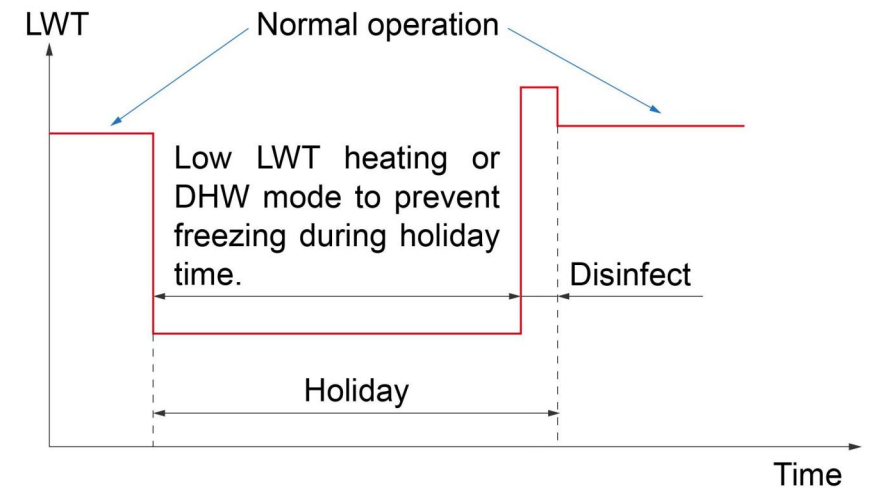 LWT
Normal operation
Low LWT heating or
DHW mode to prevent
freezing during holiday
time.
Disinfect
Holiday
Time